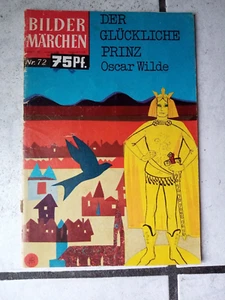 BILDER
MÄRCHEN
Nr. 72
75 Pf.
DER
GLÜCKLICHE
PRINZ
Oscar Wilde